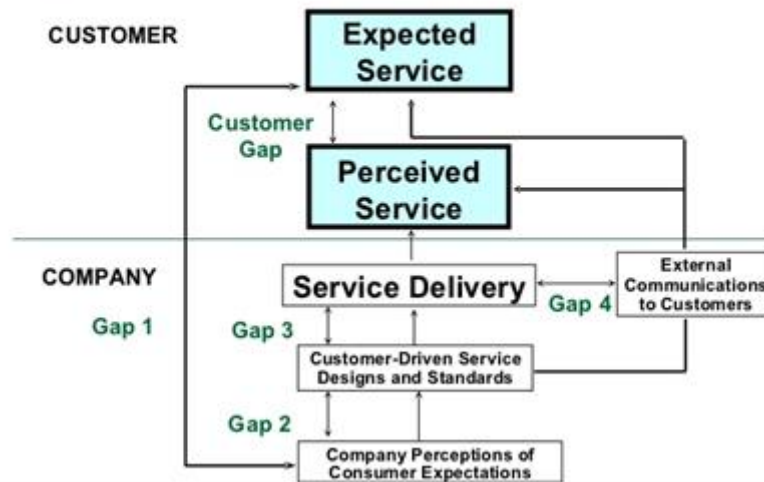 CUSTOMER
Expected
Service
Customer
Gap
Perceived
Service
COMPANY
Service Delivery
External
Communications
to Customers
Gap 4
Gap 1
Gap 3
Customer-Driven Service
Designs and Standards
Gap 2
Company Perceptions of
Consumer Expectations